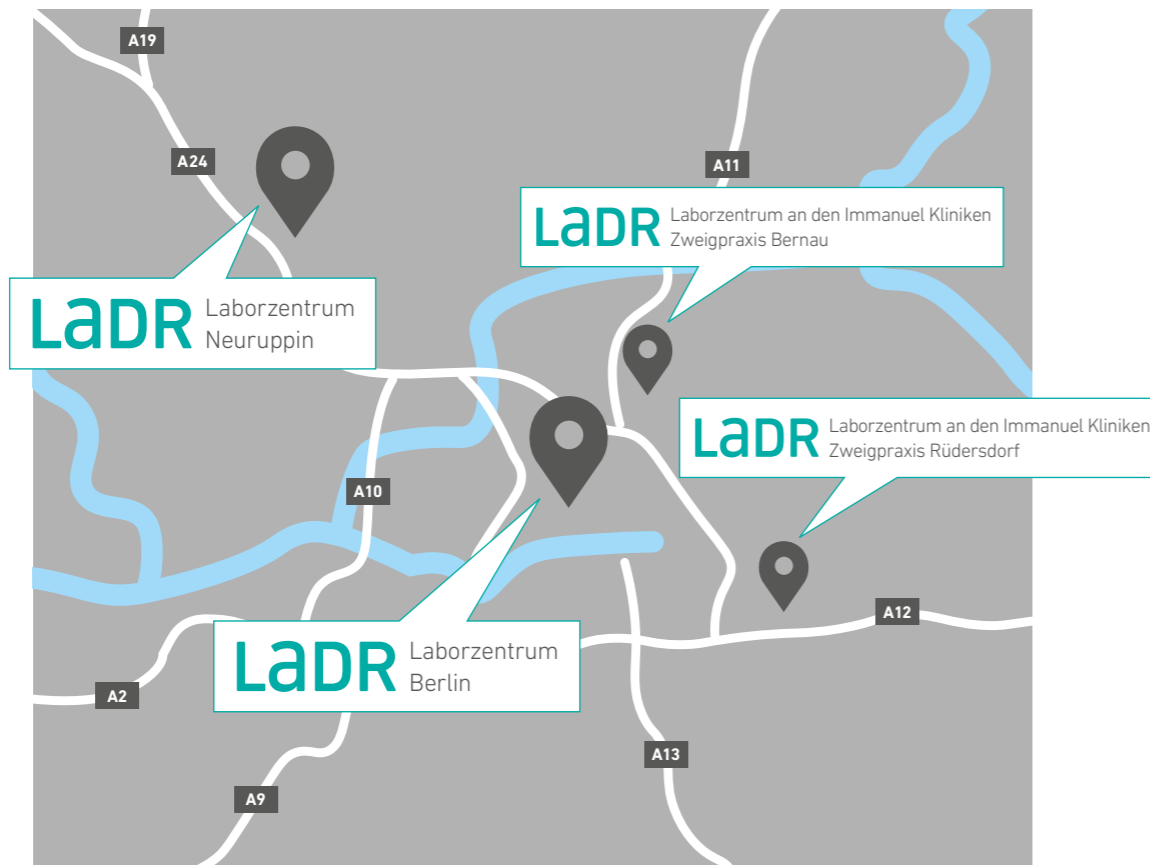 A19
A24
A11
LaDR
Laborzentrum an den Immanuel Kliniken
Zweigpraxis Bernau
LaDR
Laborzentrum
Neuruppin
LaDR
Laborzentrum an den Immanuel Kliniken
Zweigpraxis Rüdersdorf
A10
A12
LaDR
Laborzentrum
Berlin
A2
A13
A9